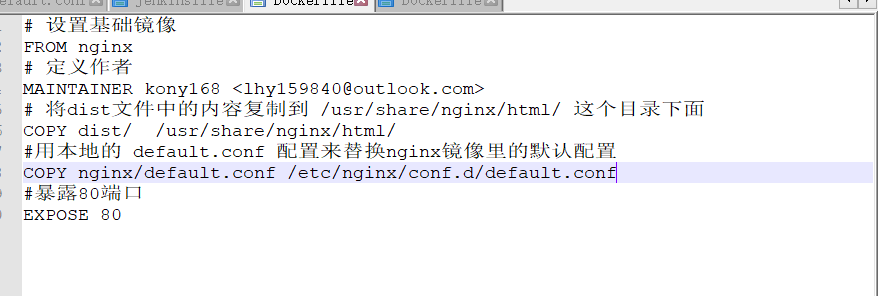 default.conf jenkinsfile Dockerfile Dockerfile
# 设置基础镜像
FROM nginx
# 定义作者
MAINTAINER kony168 <lhy159840@outlook.com>
# 将dist文件中的内容复制到 /usr/share/nginx/html/ 这个目录下面
COPY dist/  /usr/share/nginx/html/
#用本地的 default.conf 配置来替换nginx镜像里的默认配置
COPY nginx/default.conf /etc/nginx/conf.d/default.conf
#暴露80端口
EXPOSE 80